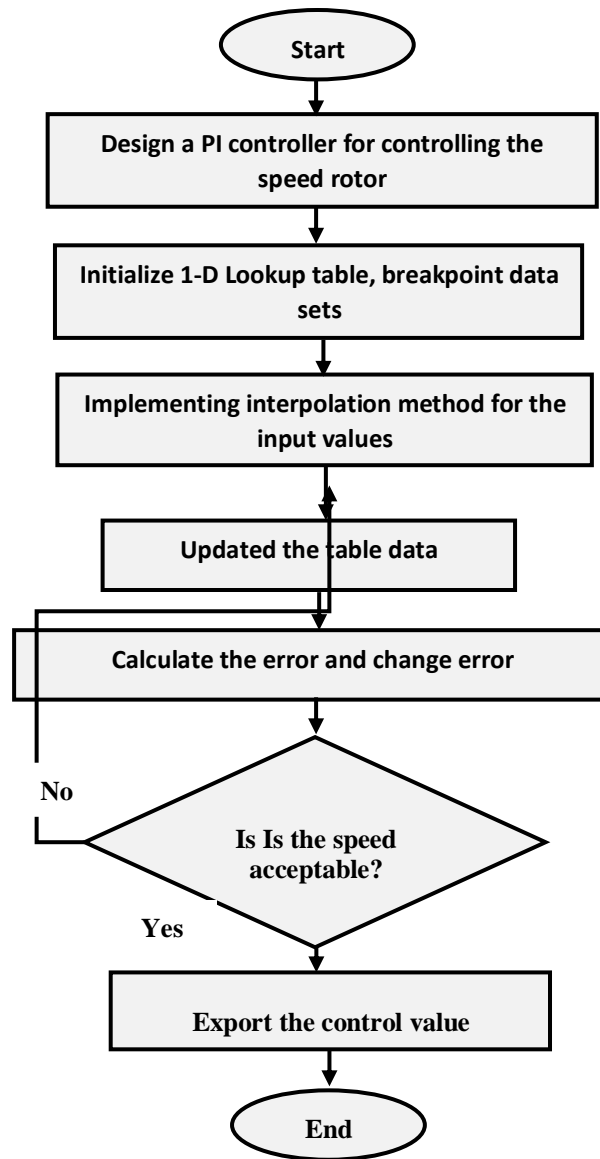 Start
Design a PI controller for controlling the
speed rotor
Initialize 1-D Lookup table, breakpoint data
sets
Implementing interpolation method for the
input values
Updated the table data
Calculate the error and change error
No
Is Is the speed
acceptable?
Yes
Export the control value
End